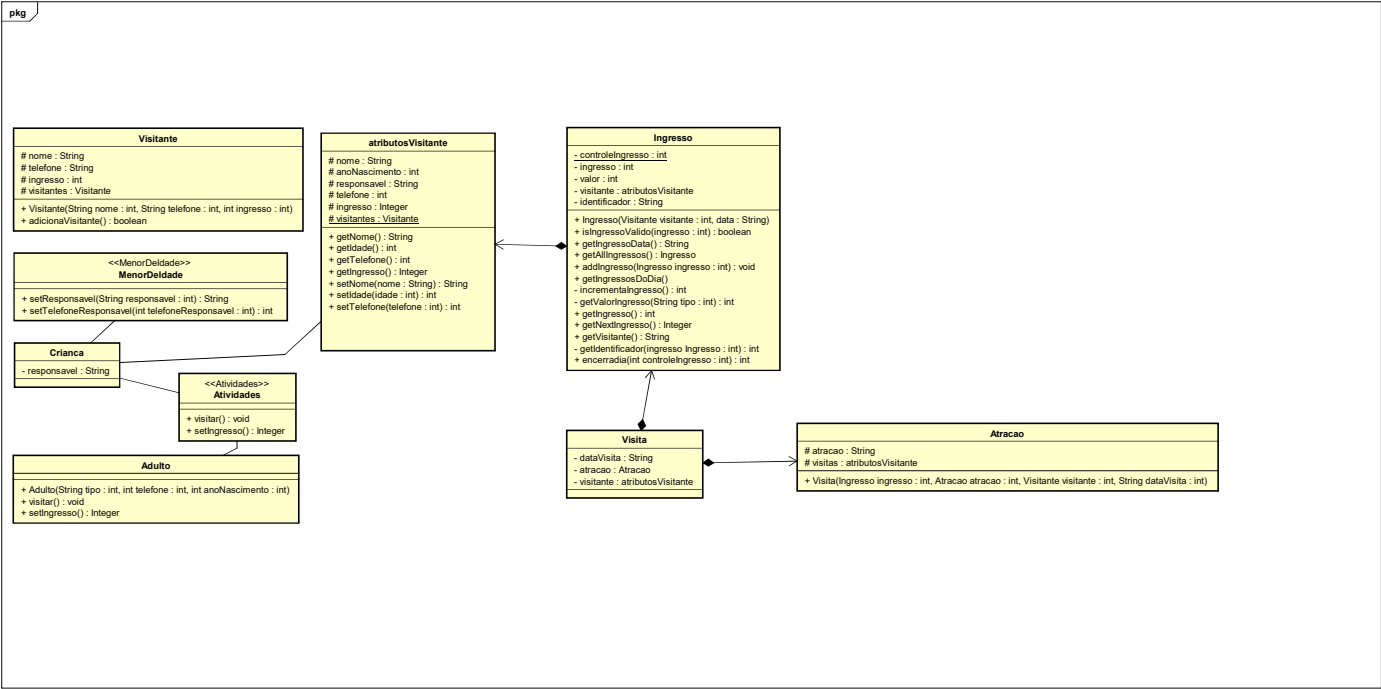 pkg
Visitante
# nome : String
# telefone : String
# ingresso : int
# visitantes : Visitante
+ Visitante(String nome : int, String telefone : int, int ingresso : int)
+ adicionaVisitante() : boolean
<<MenorDeIdade>>
MenorDeIdade
+ setResponsavel(String responsavel : int) : String
+ setTelefoneResponsavel(int telefoneResponsavel : int) : int
Crianca
- responsavel : String
<<Atividades>>
Atividades
+ visitar() : void
+ setIngresso() : Integer
Adulto
+ Adulto(String tipo : int, int telefone : int, int anoNascimento : int)
+ visitar() : void
+ setIngresso() : Integer
atributosVisitante
# nome : String
# anoNascimento : int
# responsavel : String
# telefone : int
# ingresso : Integer
# visitantes : Visitante
+ getNome() : String
+ getIdade() : int
+ getTelefone() : int
+ getIngresso() : Integer
+ setNome(nome : String) : String
+ setIdade(idade : int) : int
+ setTelefone(telefone : int) : int
Ingresso
- controleIngresso : int
- ingresso : int
- valor : int
- visitante : atributosVisitante
- identificador : String
+ Ingresso(Visitante visitante : int, data : String)
+ isIngressoValido(ingresso : int) : boolean
+ getIngressoData() : String
+ getAllIngressos() : Ingresso
+ addIngresso(Ingresso ingresso : int) : void
+ getIngressosDoDia()
- incrementaIngresso() : int
- getValorIngresso(String tipo : int) : int
+ getIngresso() : int
+ getNextIngresso() : Integer
+ getVisitante() : String
- getIdentificador(ingresso Ingresso : int) : int
+ encerradia(int controleIngresso : int) : int
Visita
- dataVisita : String
- atracao : Atracao
- visitante : atributosVisitante
Atracao
# atracao : String
# visitas : atributosVisitante
+ Visita(Ingresso ingresso : int, Atracao atracao : int, Visitante visitante : int, String dataVisita : int)